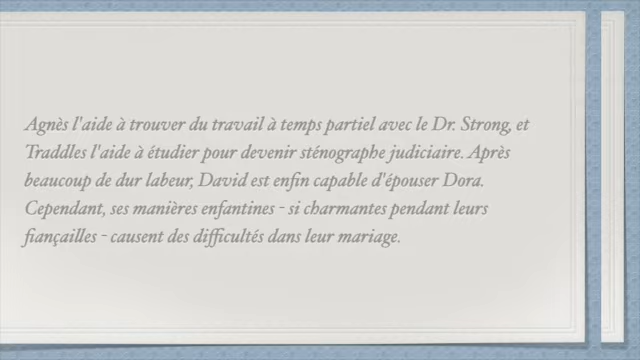 Agnès l'aide à trouver du travail à temps partiel avec le Dr. Strong, et
Traddles l'aide à étudier pour devenir sténographe judiciaire. Après
beaucoup de dur labeur, David est enfin capable d'épouser Dora.
Cependant, ses manières enfantines - si charmantes pendant leurs
fiançailles - causent des difficultés dans leur mariage.